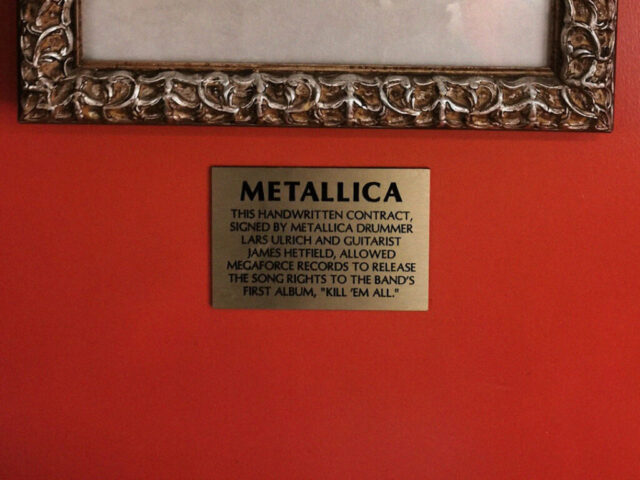 METALLICA
THIS HANDWRITTEN CONTRACT,
SIGNED BY METALLICA DRUMMER
LARS ULRICH AND GUITARIST
JAMES HETFIELD, ALLOWED
MEGAFORCE RECORDS TO RELEASE
THE SONG RIGHTS TO THE BAND'S
FIRST ALBUM, "KILL 'EM ALL."